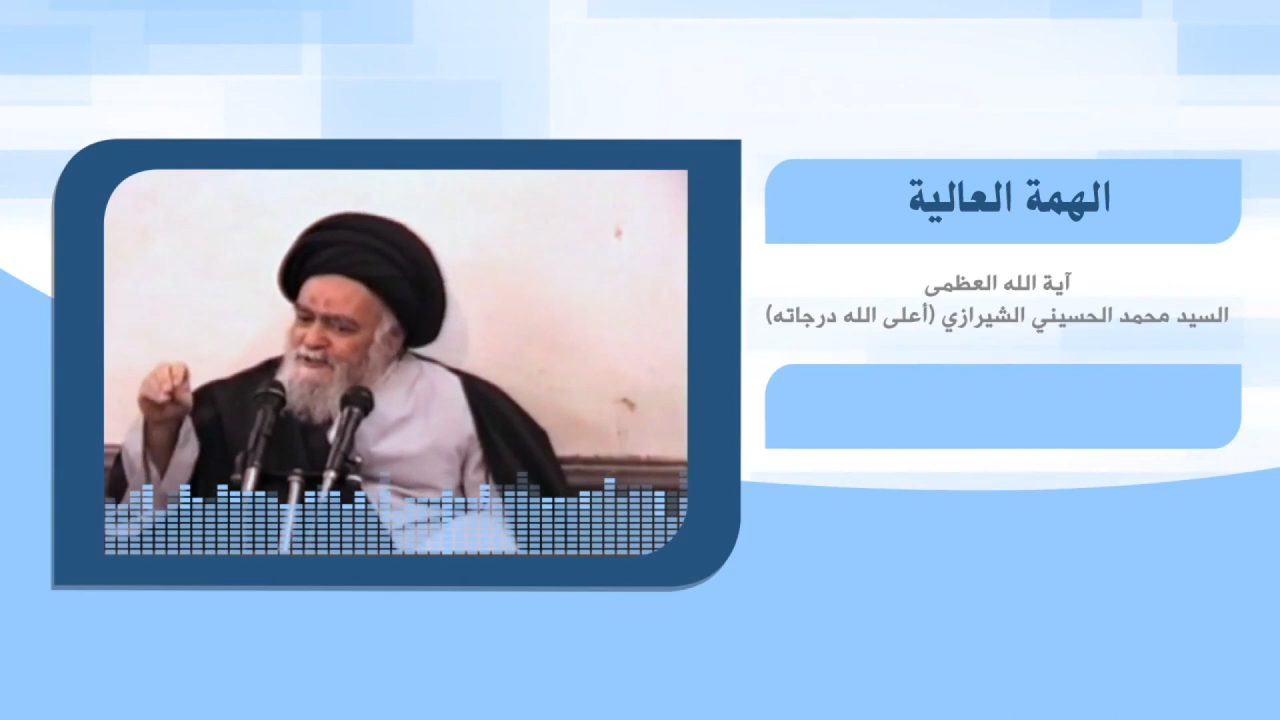 الهمة العالية
آية الله العظمى
السيد محمد الحسيني الشيرازي (أعلى الله درجاته)